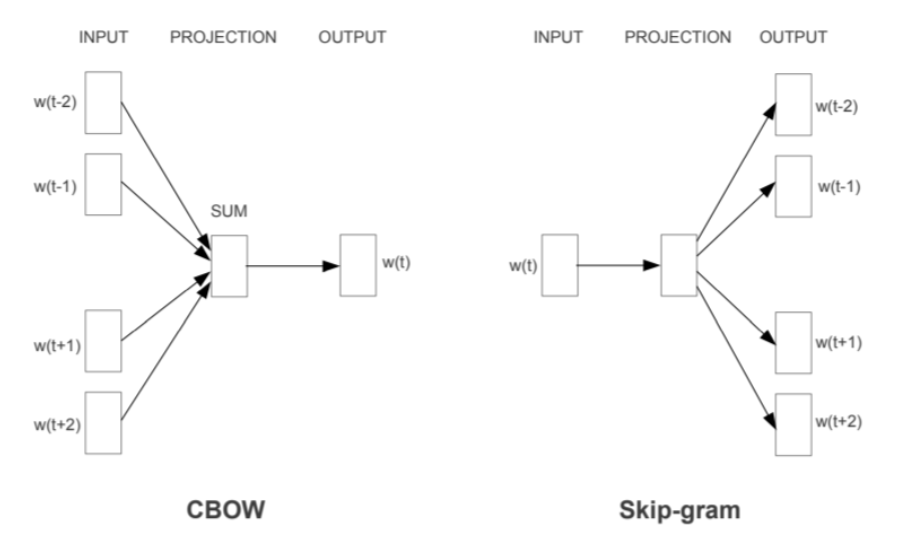 INPUT PROJECTION OUTPUT
w(t-2)
w(t-1)
SUM
w(t)
w(t+1)
w(t+2)
CBOW
INPUT PROJECTION OUTPUT
w(t-2)
w(t-1)
w(t)
w(t+1)
w(t+2)
Skip-gram